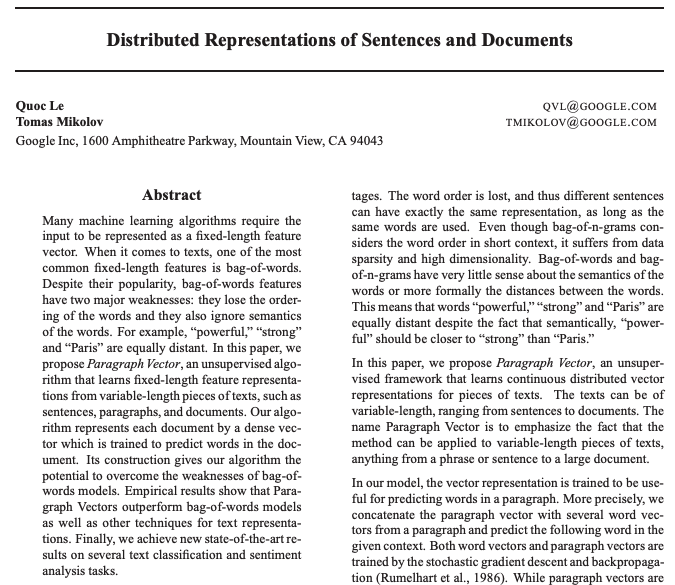 Distributed Representations of Sentences and Documents
Quoc Le
QVL@GOOGLE.COM
Tomas Mikolov
TMIKOLOV@GOOGLE.COM
Google Inc, 1600 Amphitheatre Parkway, Mountain View, CA 94043
Abstract
Many machine learning algorithms require the
input to be represented as a fixed-length feature
vector. When it comes to texts, one of the most
common fixed-length features is bag-of-words.
Despite their popularity, bag-of-words features
have two major weaknesses: they lose the order-
ing of the words and they also ignore semantics
of the words. For example, “powerful,” “strong”
and “Paris” are equally distant. In this paper, we
propose Paragraph Vector, an unsupervised algo-
rithm that learns fixed-length feature representa-
tions from variable-length pieces of texts, such as
sentences, paragraphs, and documents. Our algo-
rithm represents each document by a dense vec-
tor which is trained to predict words in the doc-
ument. Its construction gives our algorithm the
potential to overcome the weaknesses of bag-of-
words models. Empirical results show that Para-
graph Vectors outperform bag-of-words models
as well as other techniques for text representa-
tions. Finally, we achieve new state-of-the-art re-
sults on several text classification and sentiment
analysis tasks.
tages. The word order is lost, and thus different sentences
can have exactly the same representation, as long as the
same words are used. Even though bag-of-n-grams con-
siders the word order in short context, it suffers from data
sparsity and high dimensionality. Bag-of-words and bag-
of-n-grams have very little sense about the semantics of the
words or more formally the distances between the words.
This means that words “powerful,” “strong” and “Paris” are
equally distant despite the fact that semantically, “power-
ful” should be closer to “strong” than “Paris.”
In this paper, we propose Paragraph Vector, an unsuper-
vised framework that learns continuous distributed vector
representations for pieces of texts. The texts can be of
variable-length, ranging from sentences to documents. The
name Paragraph Vector is to emphasize the fact that the
method can be applied to variable-length pieces of texts,
anything from a phrase or sentence to a large document.
In our model, the vector representation is trained to be use-
ful for predicting words in a paragraph. More precisely, we
concatenate the paragraph vector with several word vec-
tors from a paragraph and predict the following word in the
given context. Both word vectors and paragraph vectors are
trained by the stochastic gradient descent and backpropaga-
tion (Rumelhart et al., 1986). While paragraph vectors are